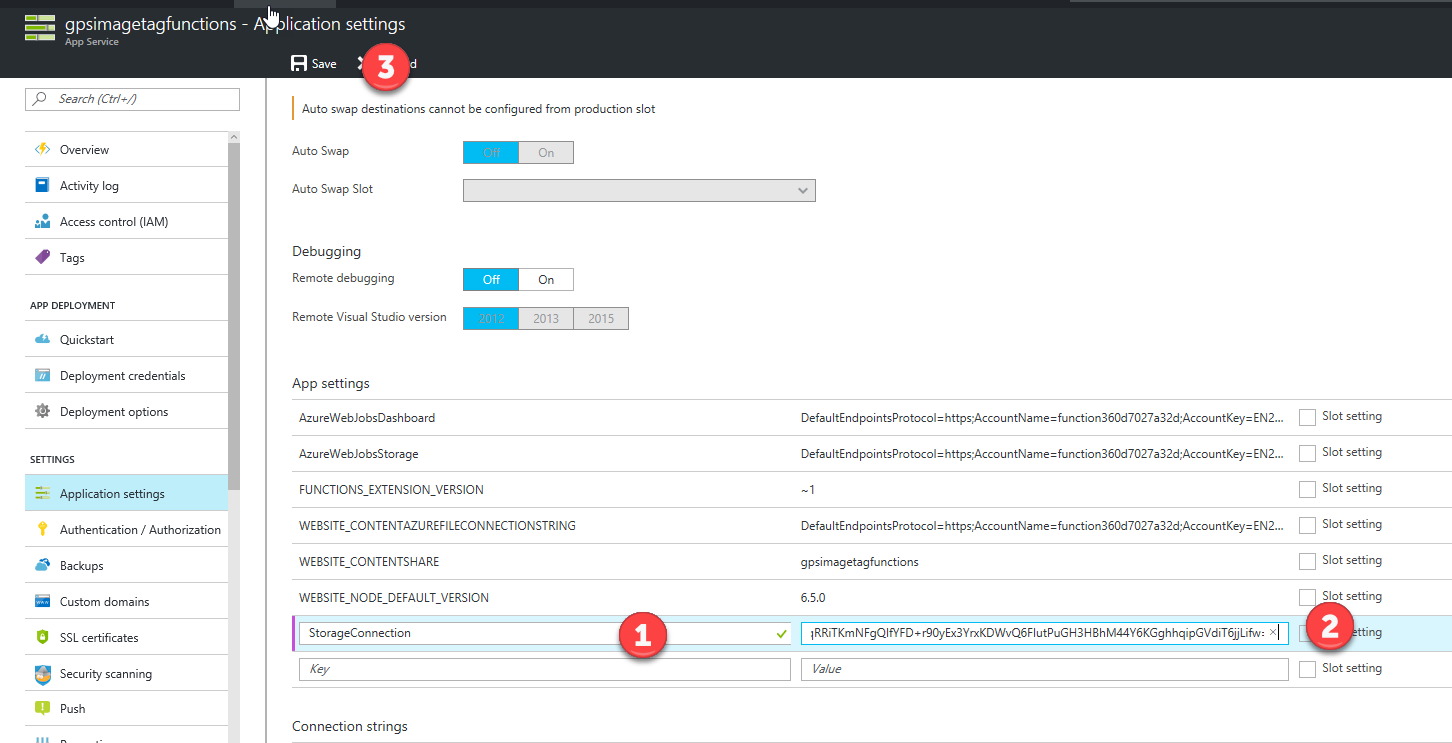 gpsimagetagfunctions - Application settings
App Service
Save
3
Search (Ctrl+/)
Overview
Activity log
Access control (IAM)
Tags
APP DEPLOYMENT
Quickstart
Deployment credentials
Deployment options
SETTINGS
Application settings
Authentication / Authorization
Backups
Custom domains
SSL certificates
Security scanning
Push
Auto swap destinations cannot be configured from production slot
Auto Swap Off On
Auto Swap Slot
Debugging
Remote debugging Off On
Remote Visual Studio version 2012 2013 2015
App settings
AzureWebJobsDashboard DefaultEndpointsProtocol=https;AccountName=function360d7027a32d;AccountKey=EN2... Slot setting
AzureWebJobsStorage DefaultEndpointsProtocol=https;AccountName=function360d7027a32d;AccountKey=EN2... Slot setting
FUNCTIONS_EXTENSION_VERSION ~1 Slot setting
WEBSITE_CONTENTAZUREFILECONNECTIONSTRING DefaultEndpointsProtocol=https;AccountName=function360d7027a32d;AccountKey=EN2... Slot setting
WEBSITE_CONTENTSHARE gpsimagetagfunctions Slot setting
WEBSITE_NODE_DEFAULT_VERSION 6.5.0 Slot setting
StorageConnection 1 2 setting
Key Value Slot setting
Connection strings